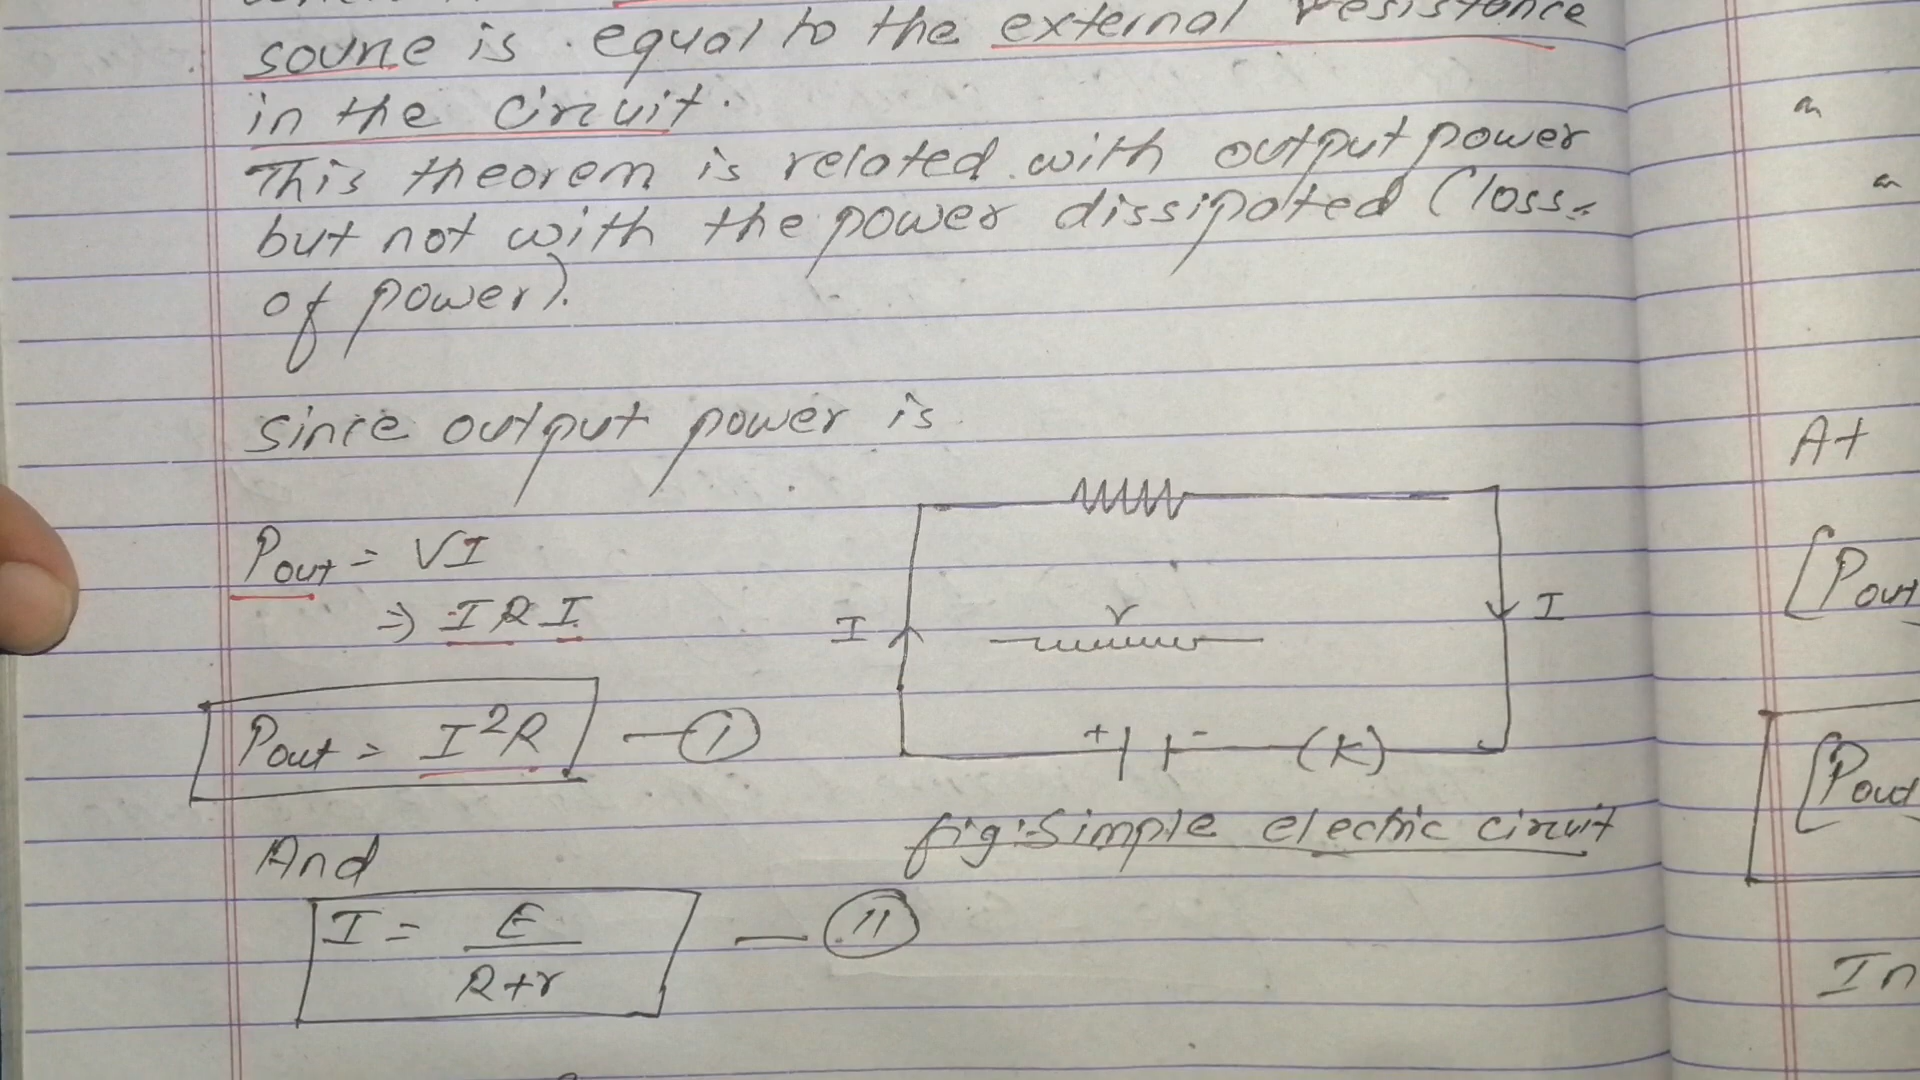 source is equal to the external resistance
in the circuit.
This theorem is related with output power
but not with the power dissipated (loss
of power).
since output power is
Pout = VI
⇒ I R I
Pout = I²R — (i)
And
I = E / R+r — (ii)
r
I
I
+ -
(K)
fig:Simple electric circuit
At
[Pout
[Pout
In